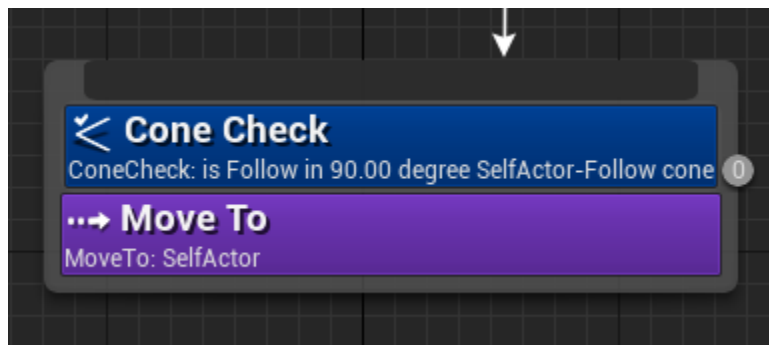 Cone Check
ConeCheck: is Follow in 90.00 degree SelfActor-Follow cone
0
Move To
MoveTo: SelfActor